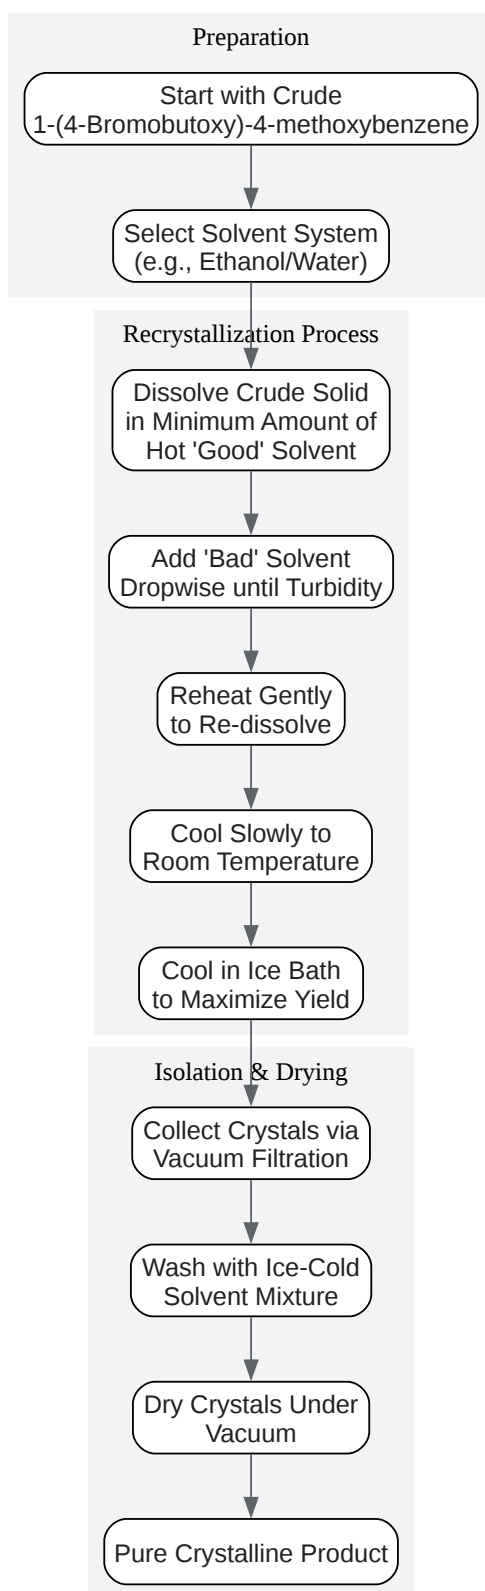 Preparation
Start with Crude
1-(4-Bromobutoxy)-4-methoxybenzene
Select Solvent System
(e.g., Ethanol/Water)
Recrystallization Process
Dissolve Crude Solid
in Minimum Amount of
Hot 'Good' Solvent
Add 'Bad' Solvent
Dropwise until Turbidity
Reheat Gently
to Re-dissolve
Cool Slowly to
Room Temperature
Cool in Ice Bath
to Maximize Yield
Isolation & Drying
Collect Crystals via
Vacuum Filtration
Wash with Ice-Cold
Solvent Mixture
Dry Crystals Under
Vacuum
Pure Crystalline Product